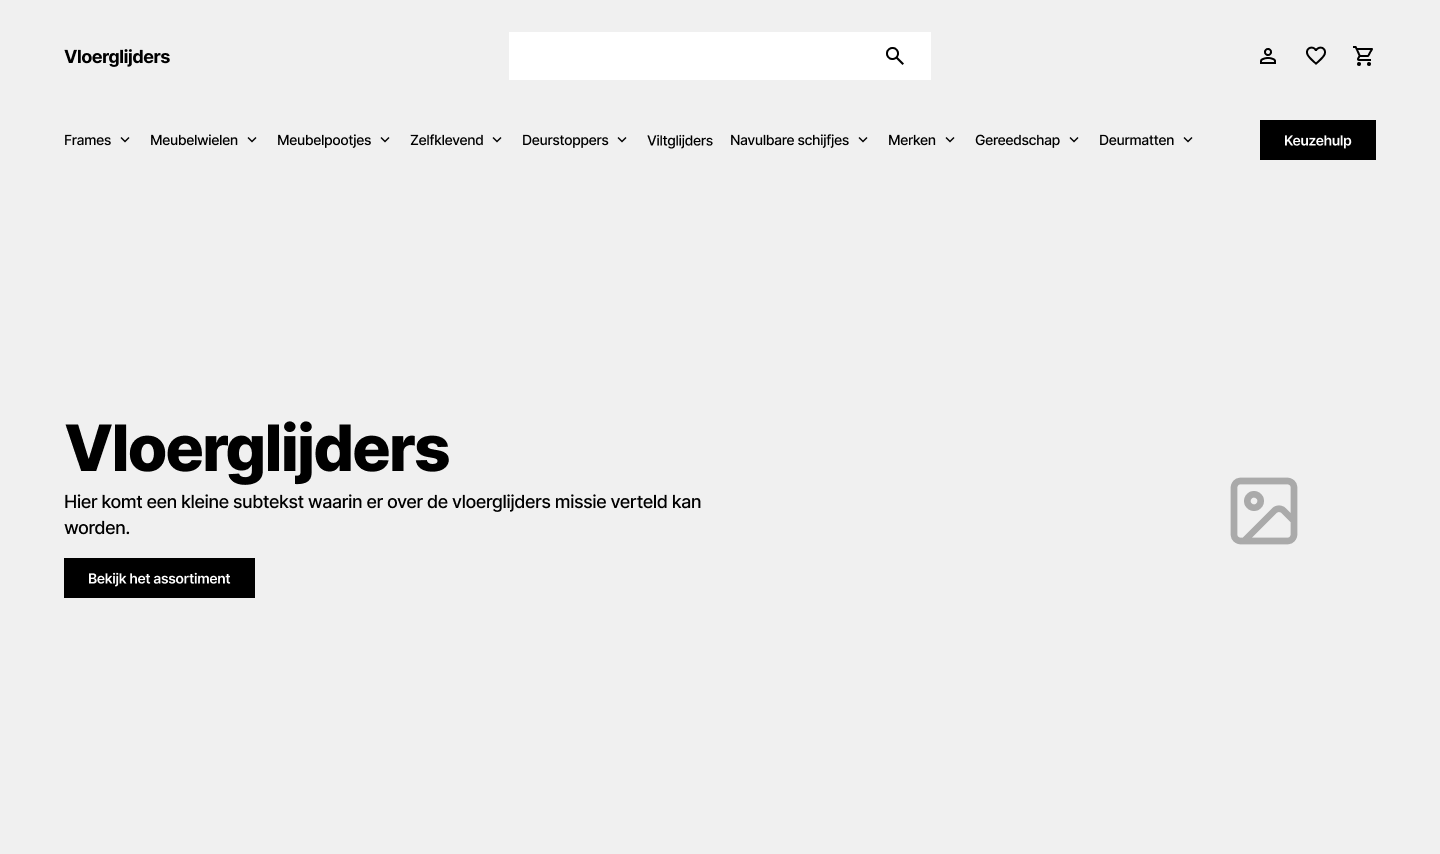 Vloerglijders
Frames Meubelwielen Meubelpootjes Zelfklevend Deurstoppers Viltglijders Navulbare schijfjes Merken Gereedschap Deurmatten Keuzehulp
Vloerglijders
Hier komt een kleine subtekst waarin er over de vloerglijders missie verteld kan
worden.
Bekijk het assortiment